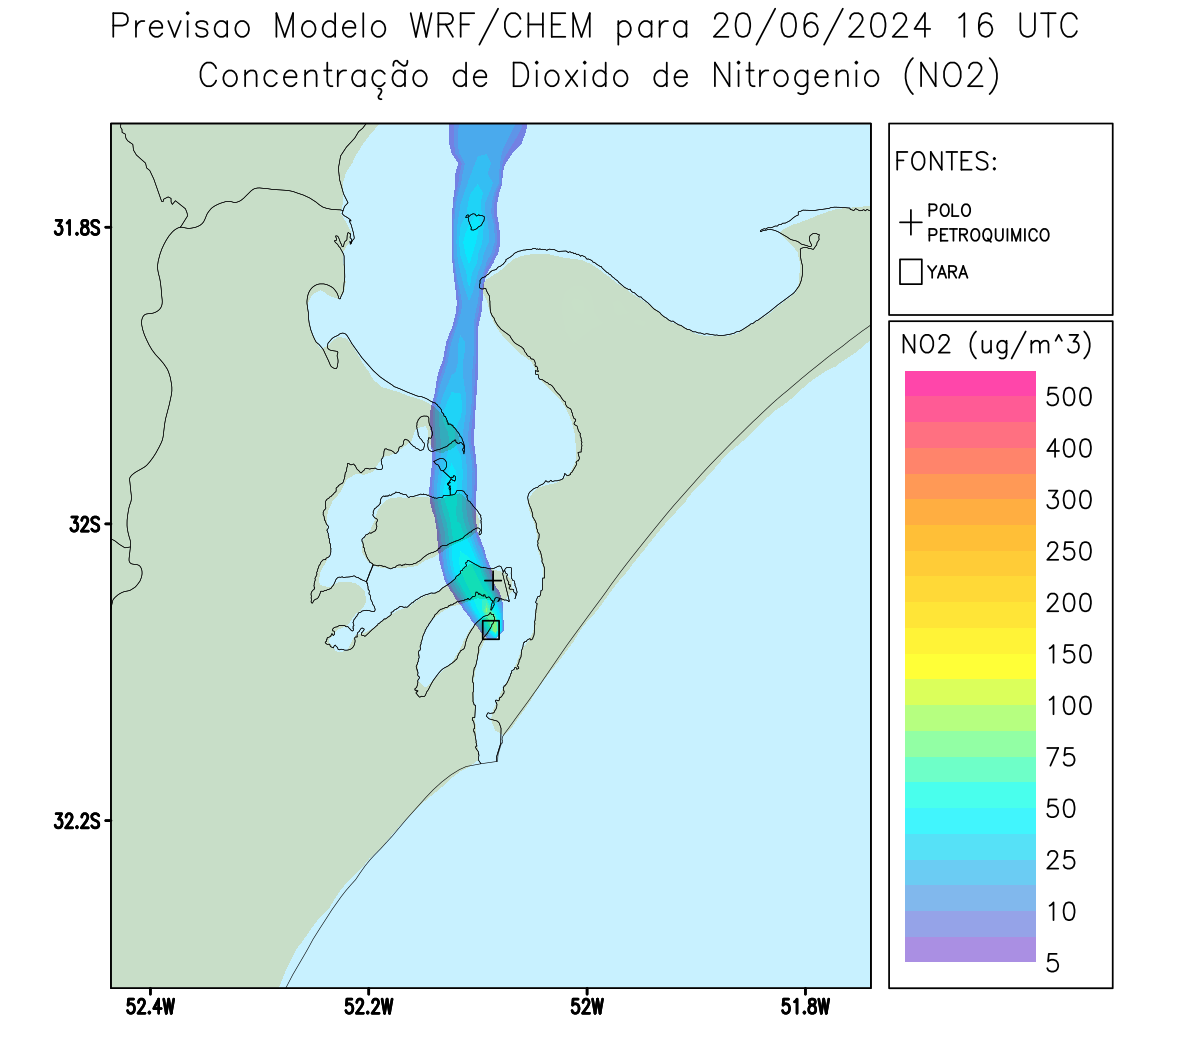 Previsao Modelo WRF/CHEM para 20/06/2024 16 UTC
Concentração de Dioxido de Nitrogenio (NO2)
FONTES:
POLO
PETROQUIMICO
YARA
31.8S
32S
32.2S
52.4W
52.2W
52W
51.8W
NO2 (ug/m^3)
500
400
300
250
200
150
100
75
50
25
10
5